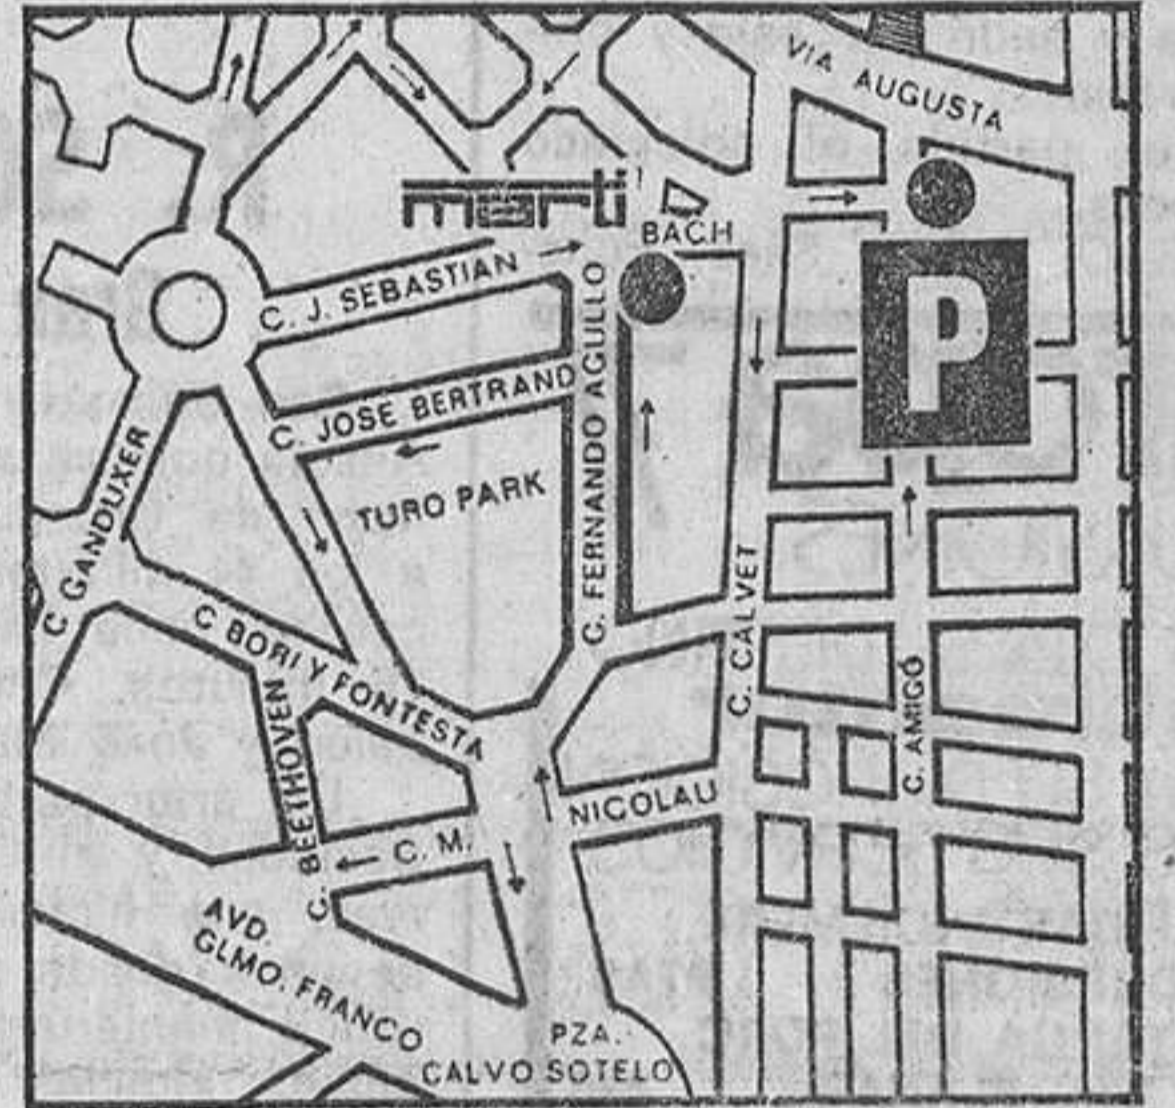 VIA AUGUSTA
marti
BACH
C. J. SEBASTIAN
P
C. JOSE BERTRAND
C. FERNANDO AGULLO
TURO PARK
C GANDUXER
C. CALVET
C BORI Y FONTESTA
C. AMIGÓ
C. BEETHOVEN
NICOLAU
C. M.
AVD.
GLMO. FRANCO
PZA.
CALVO SOTELO